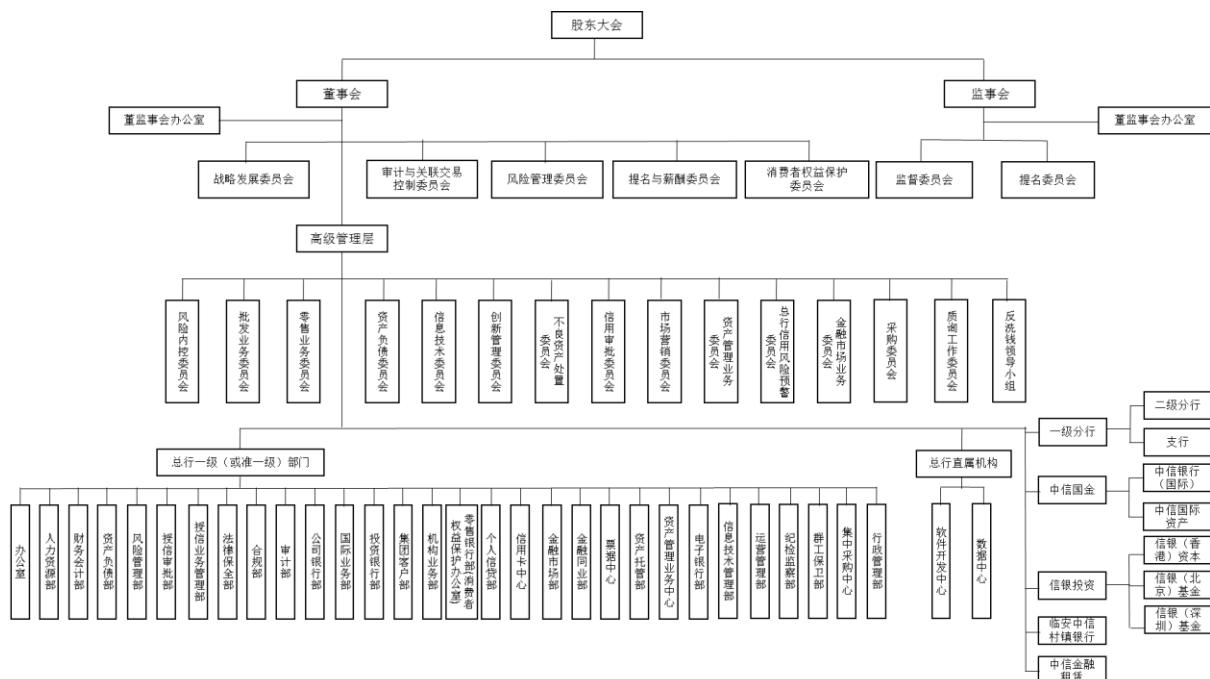 股东大会
董事会
监事会
董监事会办公室
董监事会办公室
战略发展委员会
审计与关联交易
控制委员会
风险管理委员会
提名与薪酬委员会
消费者权益保护
委员会
监督委员会
提名委员会
高级管理层
风险内控委员会
批发业务委员会
零售业务委员会
资产负债委员会
信息技术委员会
创新管理委员会
不良资产处置
委员会
信用审批委员会
市场营销委员会
资产管理业务
委员会
总行信用风险预警
委员会
金融市场业务
委员会
采购委员会
质询工作委员会
反洗钱领导小组
总行一级（或准一级）部门
总行直属机构
一级分行
二级分行
支行
中信国金
中信银行
（国际）
中信国际
资产
信银投资
信银（香
港）资本
信银（北
京）基金
信银（深
圳）基金
临安中信
村镇银行
中信金融
租赁
办公室
人力资源部
财务会计部
资产负债部
风险管理部
授信审批部
授信业务管理部
法律保全部
合规部
审计部
公司银行部
国际业务部
投资银行部
集团客户部
机构业务部
零售银行部（消费者
权益保护办公室）
个人信贷部
信用卡中心
金融市场部
金融同业部
票据中心
资产托管部
资产管理业务中心
电子银行部
信息技术管理部
运营管理部
纪检监察部
群工保卫部
集中采购中心
行政管理部
软件开发中心
数据中心